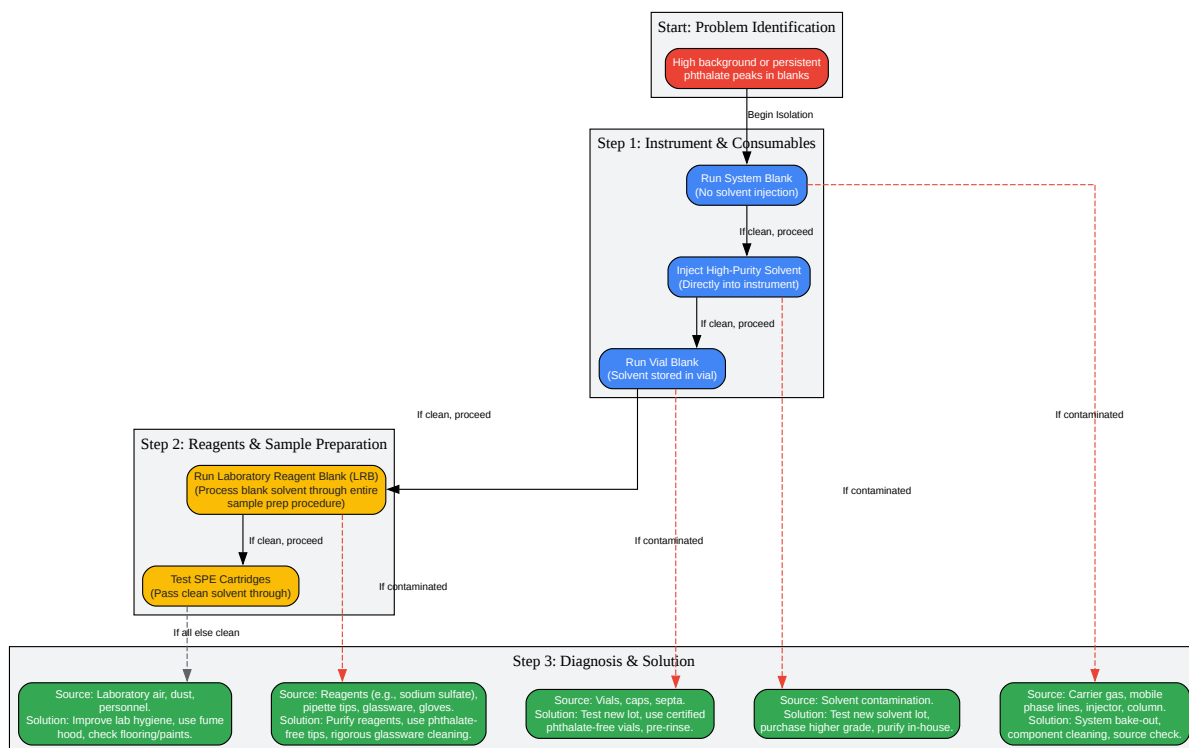 Start: Problem Identification
High background or persistent
phthalate peaks in blanks
Begin Isolation
Step 1: Instrument & Consumables
Run System Blank
(No solvent injection)
If clean, proceed
Inject High-Purity Solvent
(Directly into instrument)
If clean, proceed
Run Vial Blank
(Solvent stored in vial)
If clean, proceed
If contaminated
Step 2: Reagents & Sample Preparation
Run Laboratory Reagent Blank (LRB)
(Process blank solvent through entire
sample prep procedure)
If contaminated
If clean, proceed
If contaminated
Test SPE Cartridges
(Pass clean solvent through)
If contaminated
If all else clean
Step 3: Diagnosis & Solution
Source: Laboratory air, dust,
personnel.
Solution: Improve lab hygiene, use fume
hood, check flooring/paints.
Source: Reagents (e.g., sodium sulfate),
pipette tips, glassware, gloves.
Solution: Purify reagents, use phthalate-
free tips, rigorous glassware cleaning.
Source: Vials, caps, septa.
Solution: Test new lot, use certified
phthalate-free vials, pre-rinse.
Source: Solvent contamination.
Solution: Test new solvent lot,
purchase higher grade, purify in-house.
Source: Carrier gas, mobile
phase lines, injector, column.
Solution: System bake-out,
component cleaning, source check.